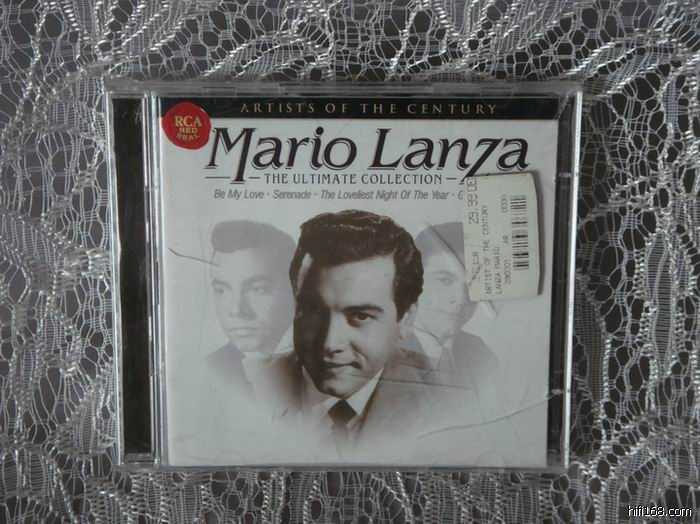 ARTISTS OF THE CENTURY
RCA
RED
SEAL
Mario Lanza
THE ULTIMATE COLLECTION
Be My Love · Serenade · The Loveliest Night Of The Year ·
ARTIST OF THE CENTURY
LANZA MARIO
hifi168.com